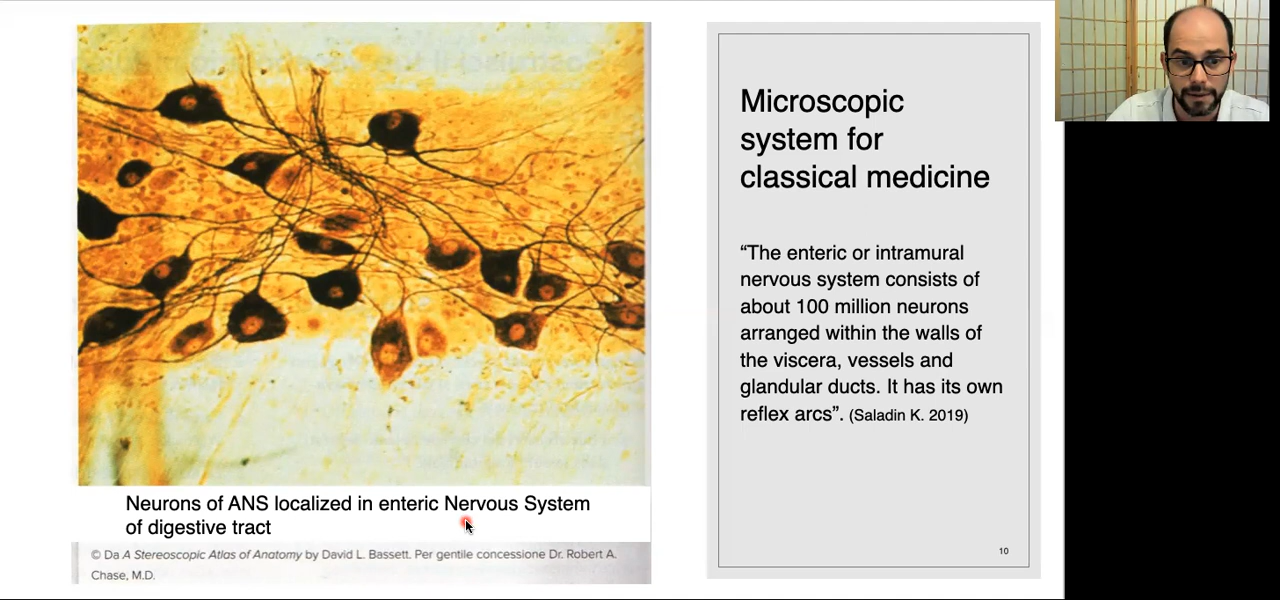 Neurons of ANS localized in enteric Nervous System
of digestive tract
© Da A Stereoscopic Atlas of Anatomy by David L. Bassett. Per gentile concessione Dr. Robert A.
Chase, M.D.
Microscopic
system for
classical medicine
“The enteric or intramural
nervous system consists of
about 100 million neurons
arranged within the walls of
the viscera, vessels and
glandular ducts. It has its own
reflex arcs”. (Saladin K. 2019)
10